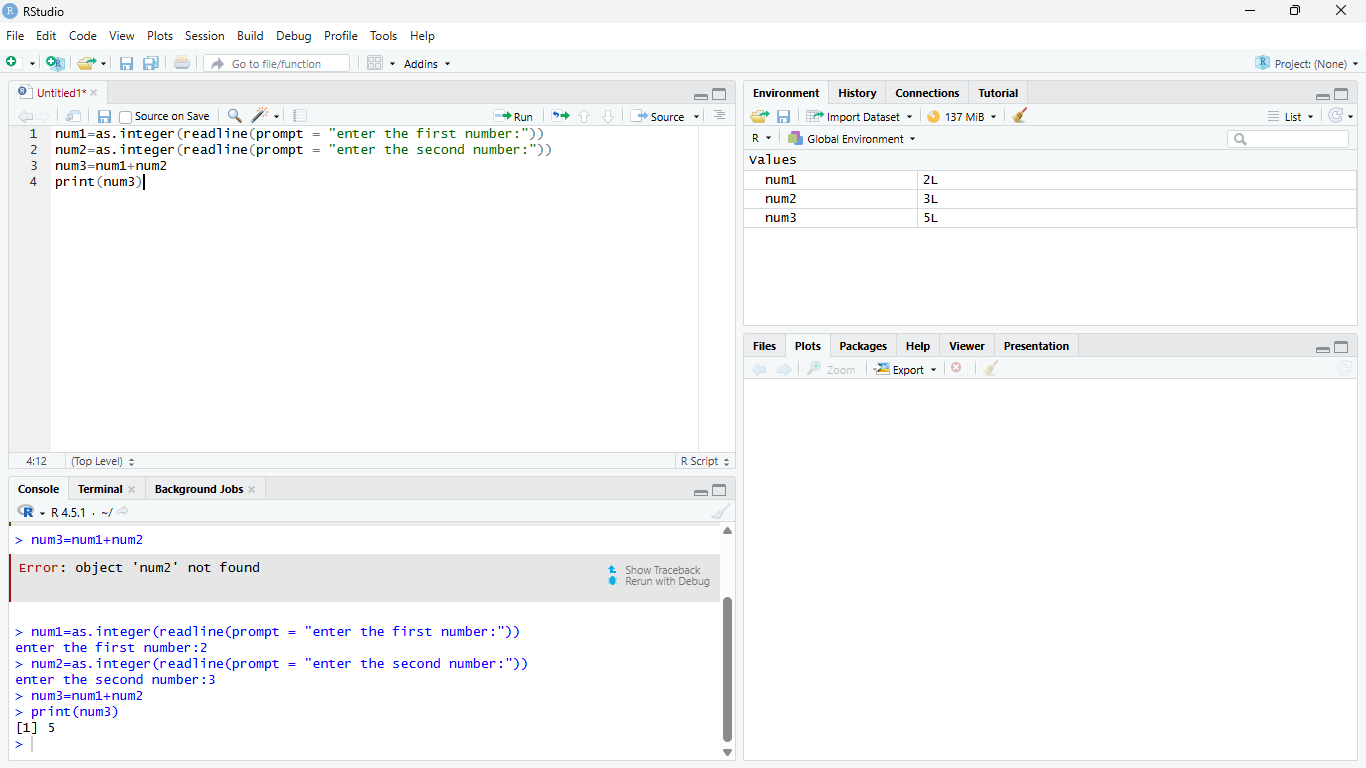 RStudio
File Edit Code View Plots Session Build Debug Profile Tools Help
Go to file/function Addins Project: (None)
Untitled1*
Source on Save Run Source
1 num1=as.integer(readline(prompt = "enter the first number:"))
2 num2=as.integer(readline(prompt = "enter the second number:"))
3 num3=num1+num2
4 print(num3)
4:12 (Top Level) R Script
Console Terminal Background Jobs
R 4.5.1 · ~/
> num3=num1+num2
Error: object 'num2' not found
Show Traceback
Rerun with Debug
> num1=as.integer(readline(prompt = "enter the first number:"))
enter the first number:2
> num2=as.integer(readline(prompt = "enter the second number:"))
enter the second number:3
> num3=num1+num2
> print(num3)
[1] 5
>
Environment History Connections Tutorial
Import Dataset 137 MiB List
R Global Environment
Values
num1 2L
num2 3L
num3 5L
Files Plots Packages Help Viewer Presentation
Zoom Export